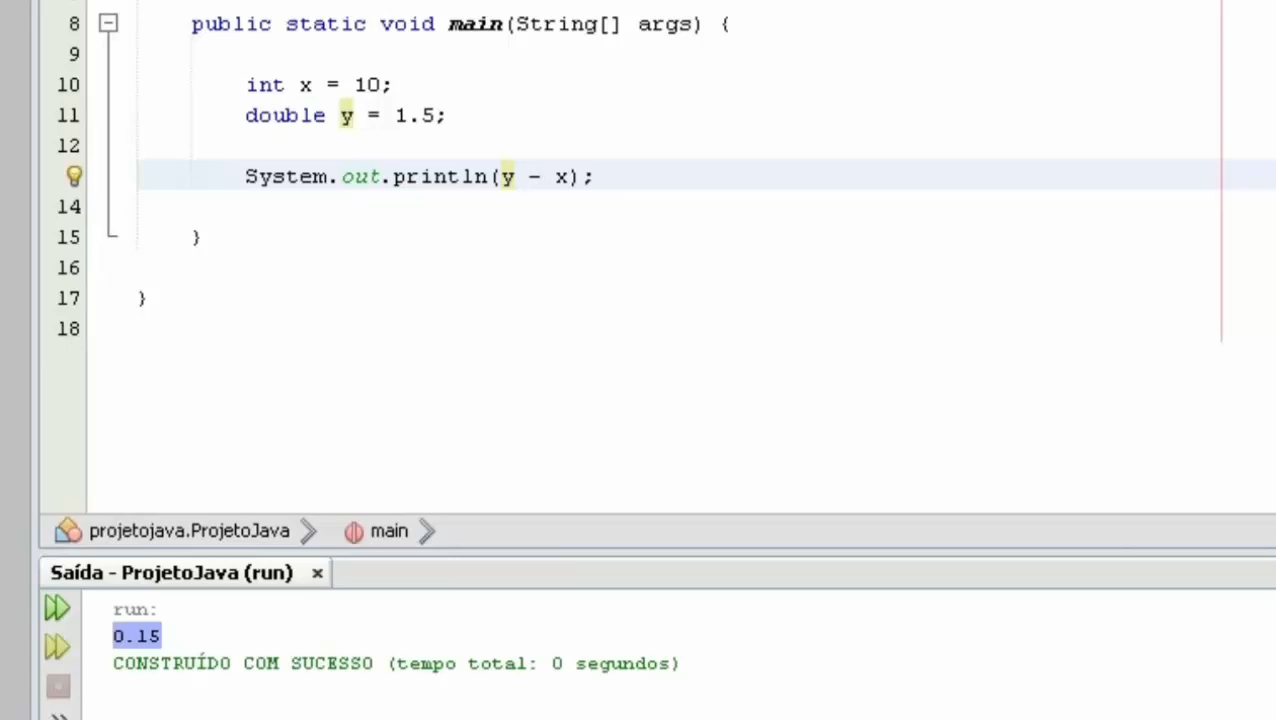 8 public static void main(String[] args) {
9
10 int x = 10;
11 double y = 1.5;
12
System.out.println(y - x);
14
15 }
16
17 }
18
projetojava.ProjetoJava main
Saída - ProjetoJava (run) x
run:
0.15
CONSTRUÍDO COM SUCESSO (tempo total: 0 segundos)